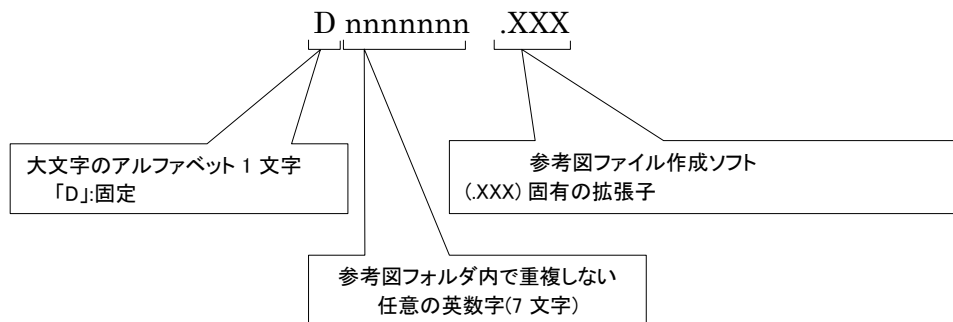 D nnnnnnn .XXX
大文字のアルファベット 1 文字
「D」:固定
参考図ファイル作成ソフト
(.XXX) 固有の拡張子
参考図フォルダ内で重複しない
任意の英数字(7 文字)